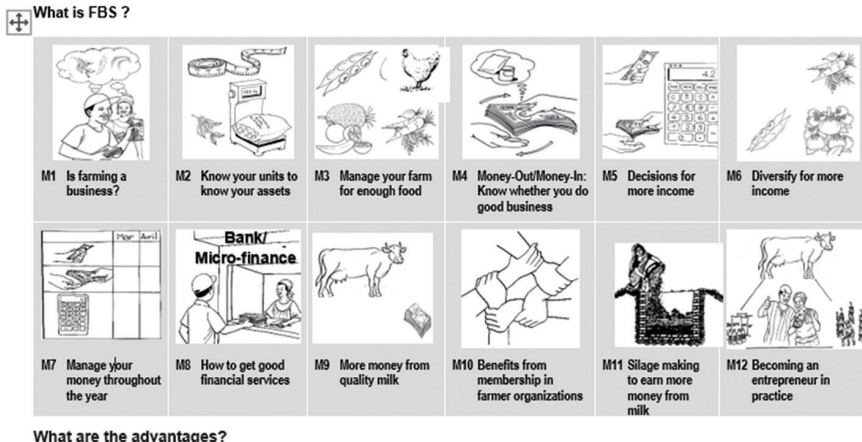 What is FBS ?
M1 Is farming a
business?
M2 Know your units to
know your assets
M3 Manage your farm
for enough food
M4 Money-Out/Money-In:
Know whether you do
good business
4.2
M5 Decisions for
more income
M6 Diversify for more
income
Mar Avril
M7 Manage your
money throughout
the year
Bank/
Micro-finance
M8 How to get good
financial services
M9 More money from
quality milk
M10 Benefits from
membership in
farmer organizations
M11 Silage making
to earn more
money from
milk
M12 Becoming an
entrepreneur in
practice
What are the advantages?